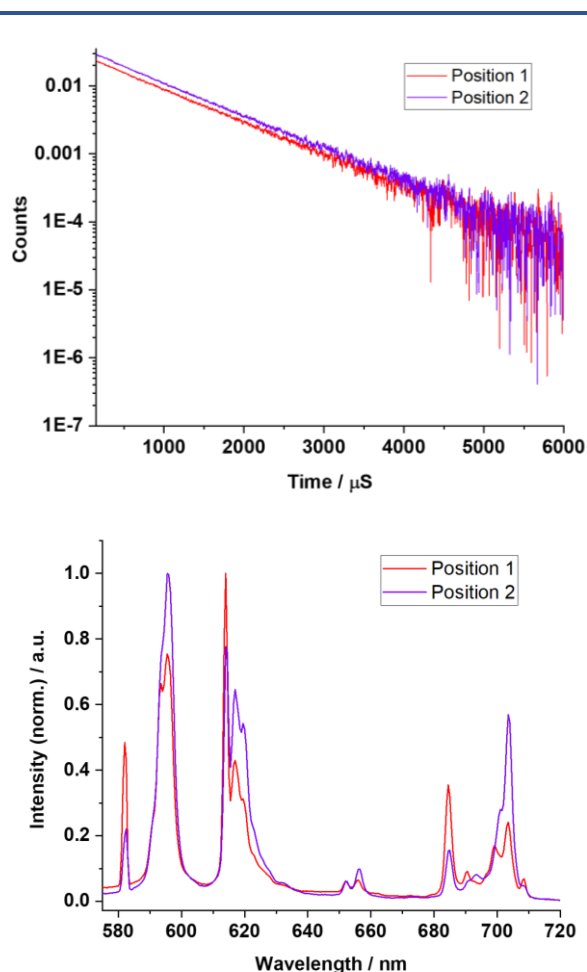 Position 1
Position 2
0.01
0.001
1E-4
1E-5
1E-6
1E-7
Counts
1000 2000 3000 4000 5000 6000
Time / μS
Position 1
Position 2
1.0
0.8
0.6
0.4
0.2
0.0
Intensity (norm.) / a.u.
580 600 620 640 660 680 700 720
Wavelength / nm